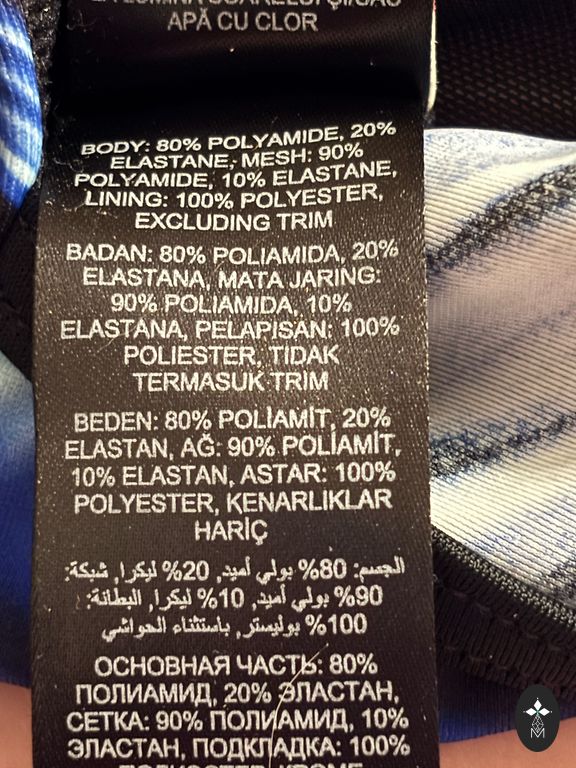 APĂ CU CLOR
BODY: 80% POLYAMIDE, 20%
ELASTANE, MESH: 90%
POLYAMIDE, 10% ELASTANE,
LINING: 100% POLYESTER,
EXCLUDING TRIM
BADAN: 80% POLIAMIDA, 20%
ELASTANA, MATA JARING:
90% POLIAMIDA, 10%
ELASTANA, PELAPISAN: 100%
POLIESTER, TIDAK
TERMASUK TRIM
BEDEN: 80% POLİAMİT, 20%
ELASTAN, AĞ: 90% POLİAMİT,
10% ELASTAN, ASTAR: 100%
POLYESTER, KENARLIKLAR
HARİÇ
الجسم: 80% بولي أميد, 20% ليكرا, شبكة:
90% بولي أميد, 10% ليكرا, البطانة:
100% بوليستر, باستثناء الحواشي
ОСНОВНАЯ ЧАСТЬ: 80%
ПОЛИАМИД, 20% ЭЛАСТАН,
СЕТКА: 90% ПОЛИАМИД, 10%
ЭЛАСТАН, ПОДКЛАДКА: 100%
M